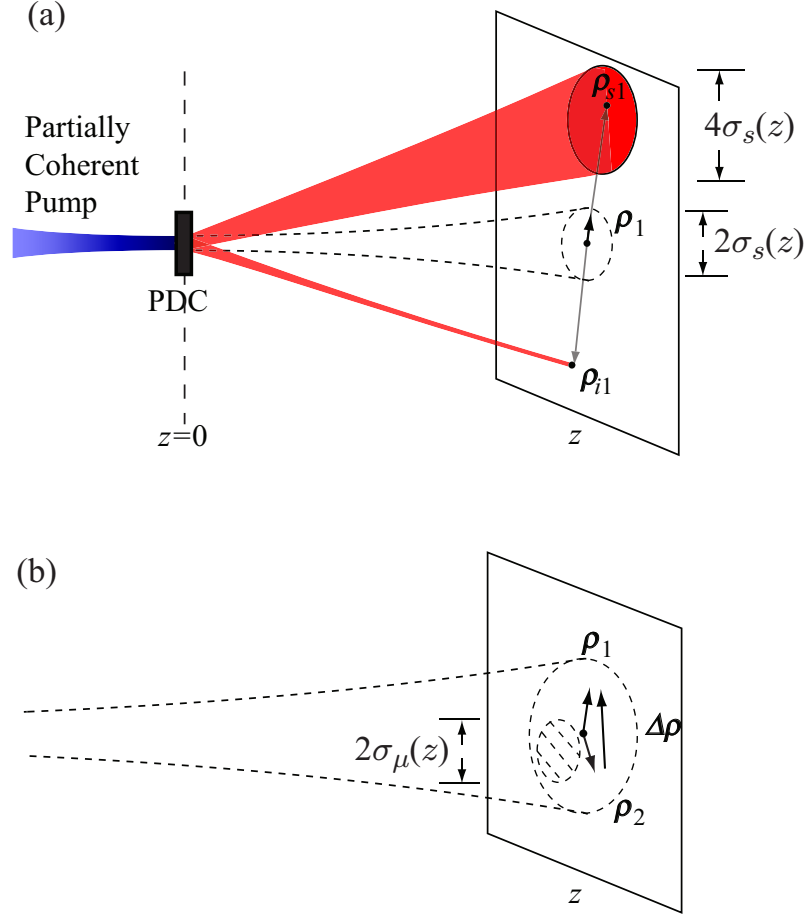 (a)
Partially
Coherent
Pump
PDC
z=0
ρs1
ρ1
ρi1
z
4σs(z)
2σs(z)
(b)
2σμ(z)
ρ1
Δρ
ρ2
z